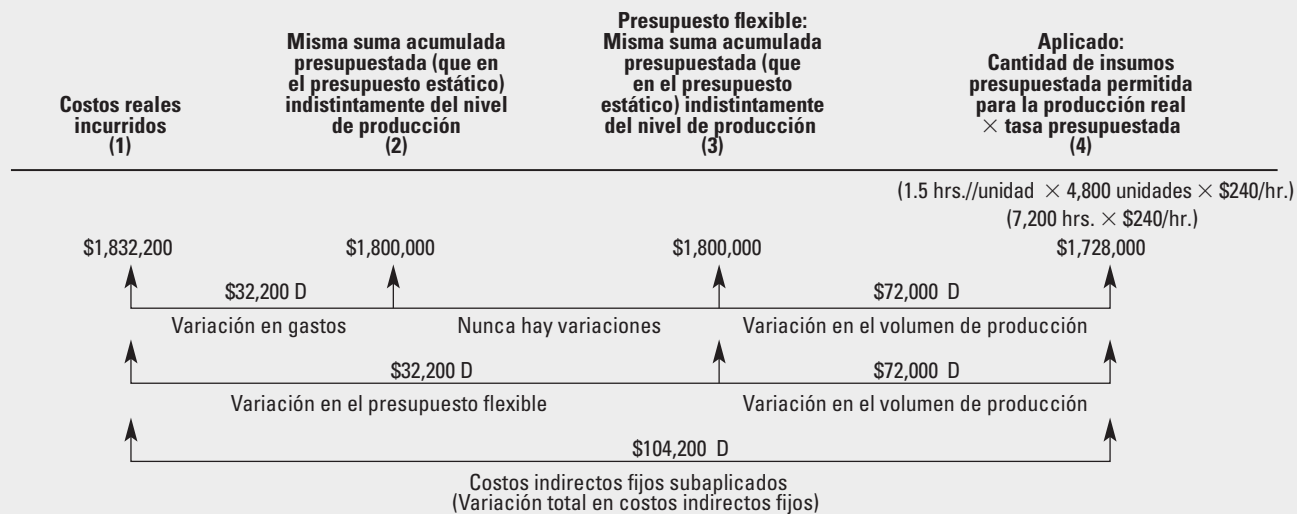 Costos reales
incurridos
(1)
Misma suma acumulada
presupuestada (que en
el presupuesto estático)
indistintamente del nivel
de producción
(2)
Presupuesto flexible:
Misma suma acumulada
presupuestada (que
en el presupuesto
estático) indistintamente
del nivel de producción
(3)
Aplicado:
Cantidad de insumos
presupuestada permitida
para la producción real
× tasa presupuestada
(4)
(1.5 hrs.//unidad × 4,800 unidades × $240/hr.)
(7,200 hrs. × $240/hr.)
$1,832,200 $1,800,000 $1,800,000 $1,728,000
$32,200 D $72,000 D
Variación en gastos Nunca hay variaciones Variación en el volumen de producción
$32,200 D $72,000 D
Variación en el presupuesto flexible Variación en el volumen de producción
$104,200 D
Costos indirectos fijos subaplicados
(Variación total en costos indirectos fijos)